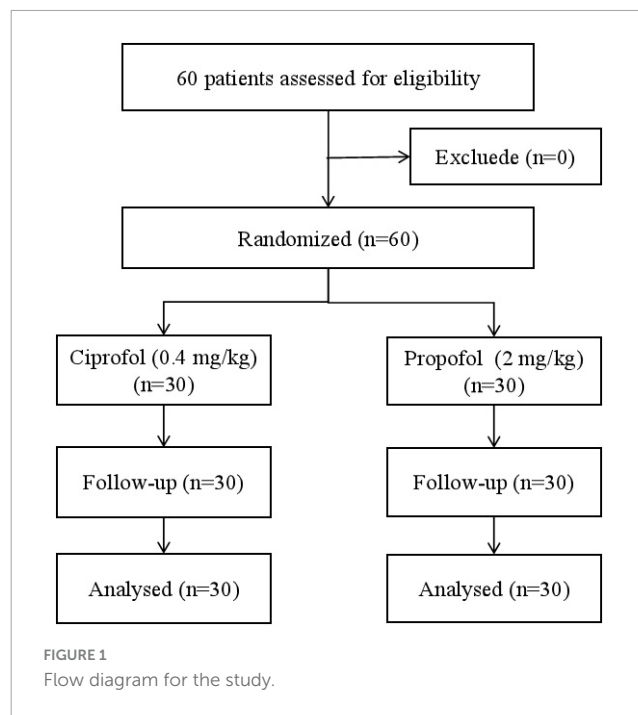 60 patients assessed for eligibility
Excluede (n=0)
Randomized (n=60)
Ciprofol (0.4 mg/kg)
(n=30)
Propofol (2 mg/kg)
(n=30)
Follow-up (n=30)
Follow-up (n=30)
Analysed (n=30)
Analysed (n=30)
FIGURE 1
Flow diagram for the study.